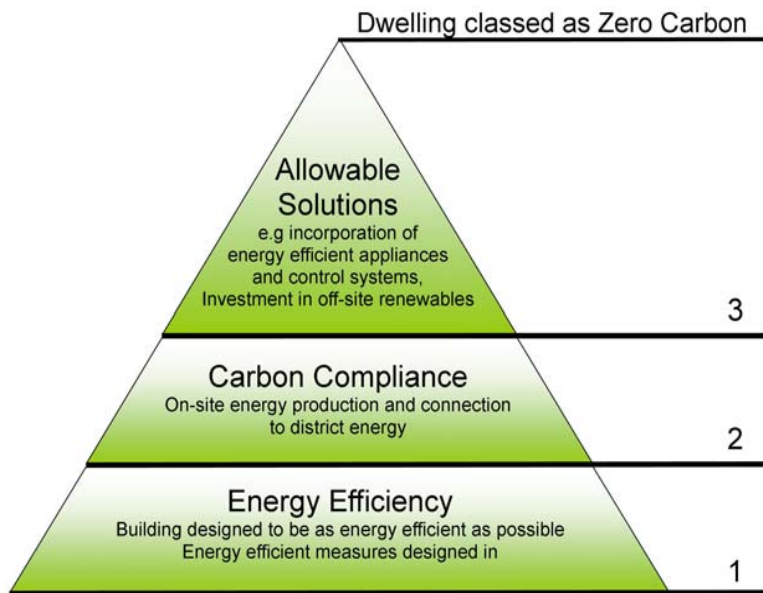 Dwelling classed as Zero Carbon
Allowable
Solutions
e.g incorporation of
energy efficient appliances
and control systems,
Investment in off-site renewables
3
Carbon Compliance
On-site energy production and connection
to district energy
2
Energy Efficiency
Building designed to be as energy efficient as possible
Energy efficient measures designed in
1